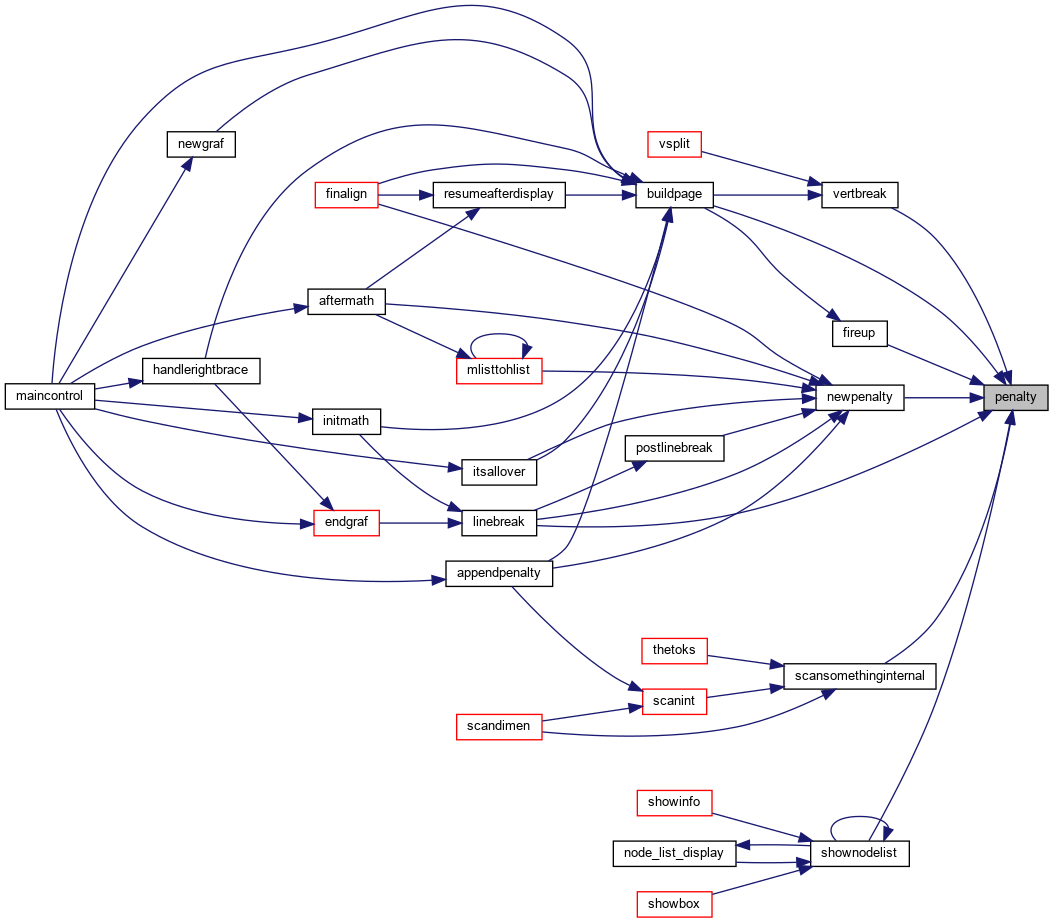 newgraf
vsplit
finalign
resumeafterdisplay
buildpage
vertbreak
aftermath
fireup
handlerightbrace
mlisttohlist
maincontrol
newpenalty
penalty
initmath
postlinebreak
itsallover
endgraf
linebreak
appendpenalty
thetoks
scansomethinginternal
scanint
scandimen
showinfo
node_list_display
shownodelist
showbox